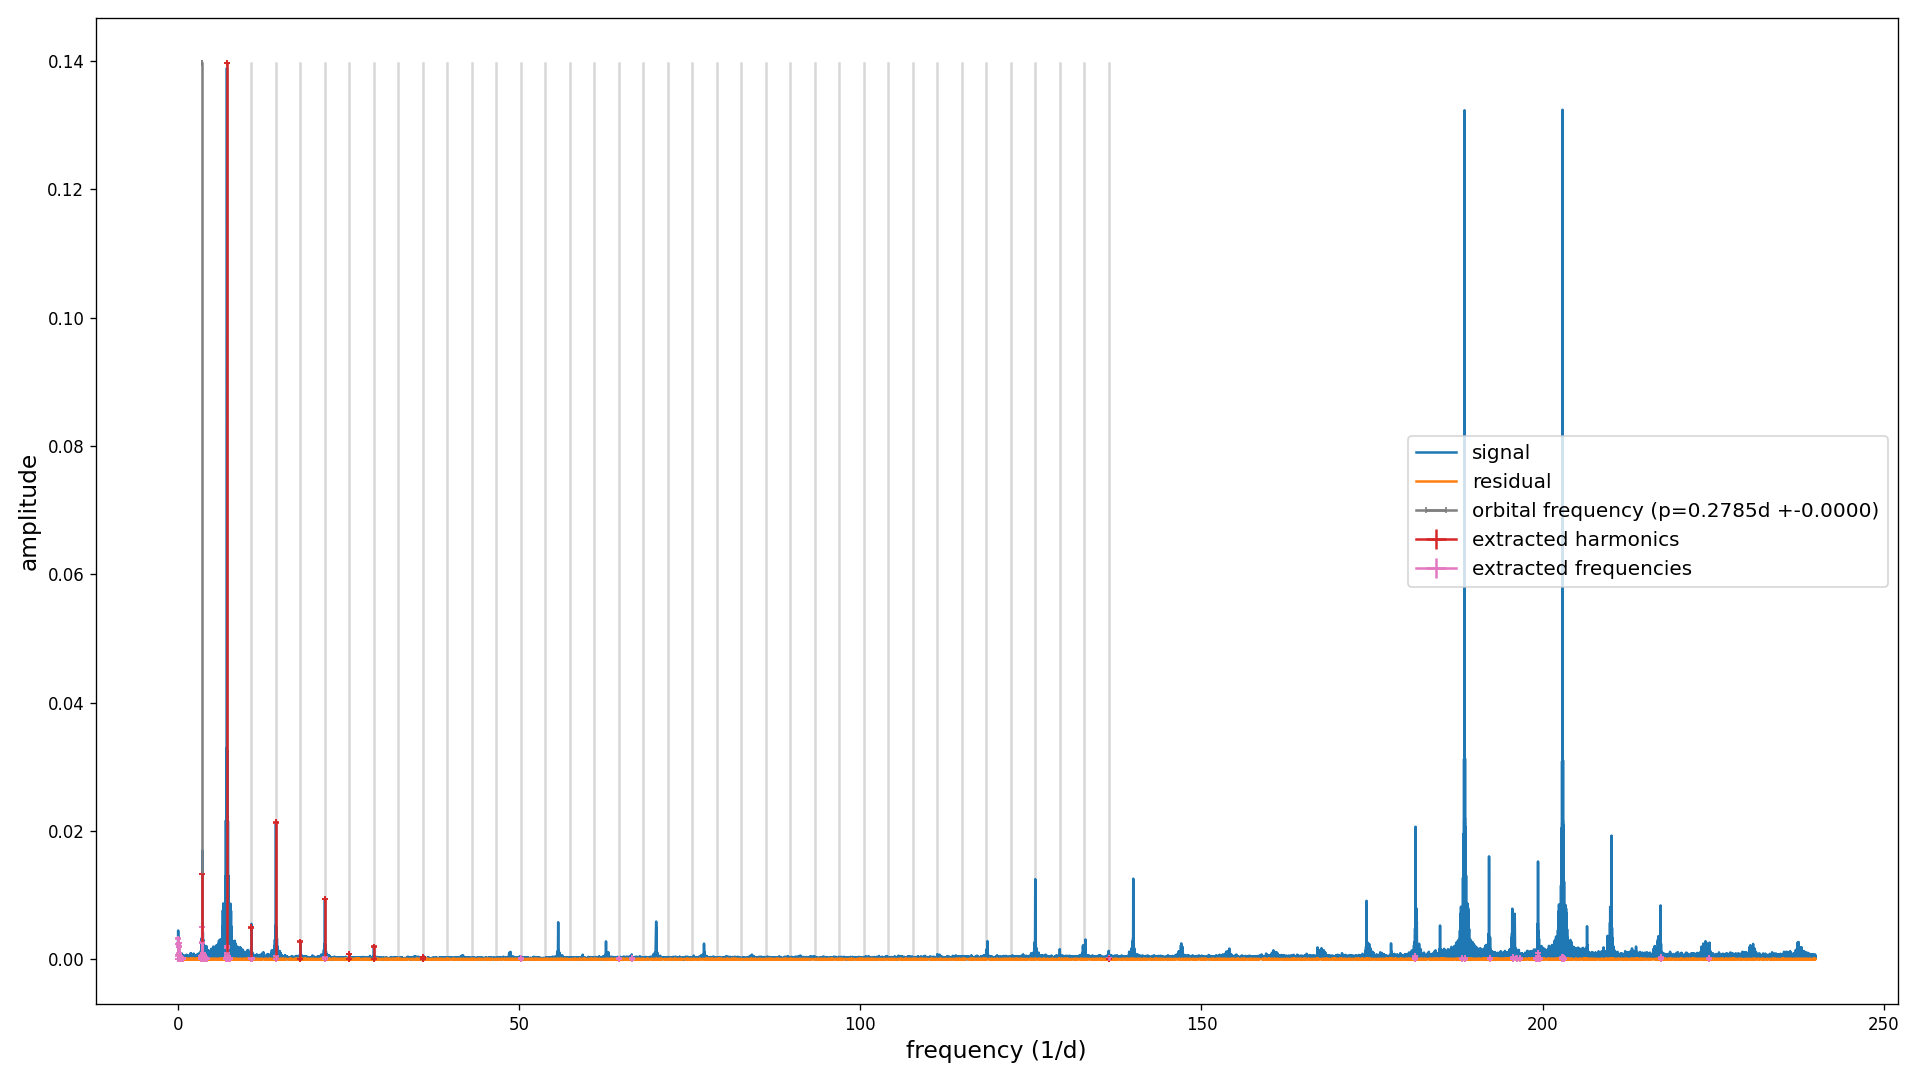 0.14
0.12
0.10
0.08
0.06
0.04
0.02
0.00
amplitude
signal
residual
orbital frequency (p=0.2785d +-0.0000)
extracted harmonics
extracted frequencies
0 50 100 150 200 250
frequency (1/d)